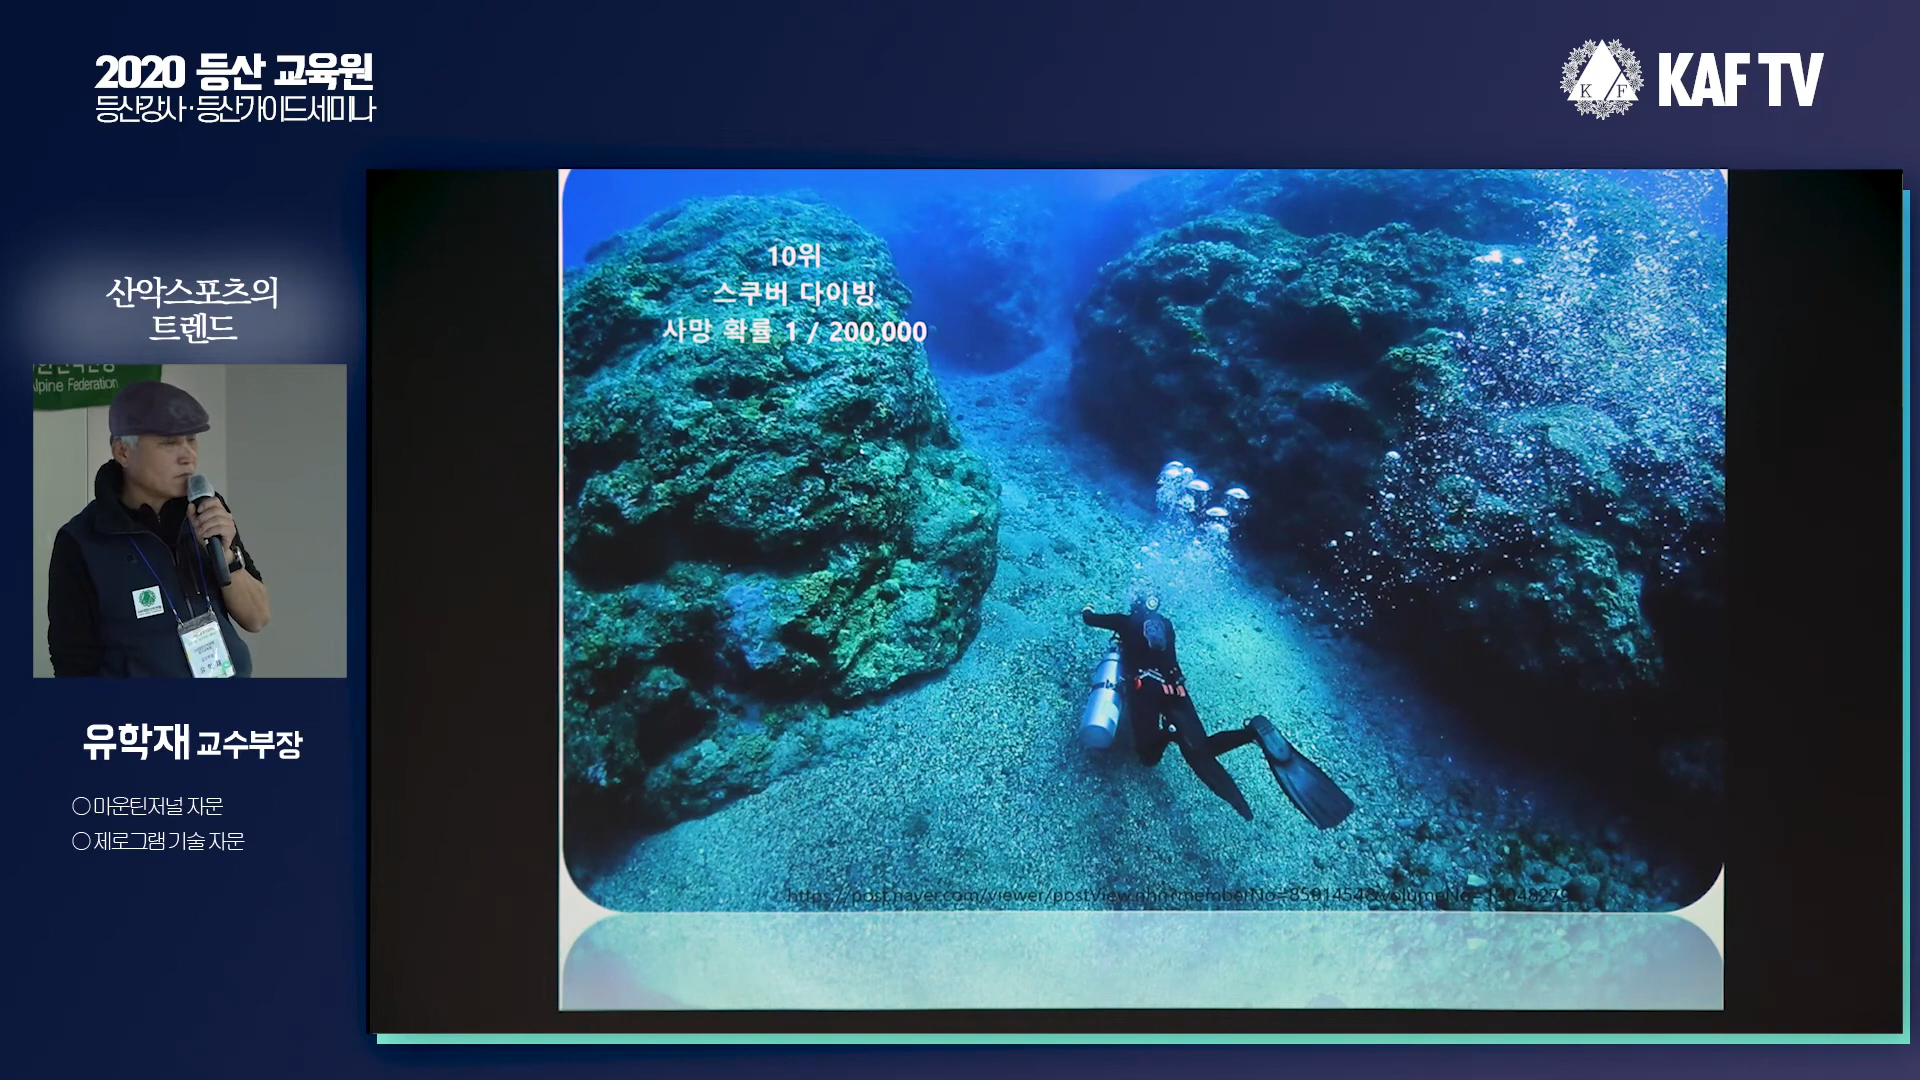 2020 등산 교육원
등산강사·등산가이드세미나
K F
KAF TV
산악스포츠의
트렌드
Alpine Federation
유학재 교수부장
○ 마운틴저널 자문
○ 제로그램 기술 자문
10위
스쿠버 다이빙
사망 확률 1 / 200,000